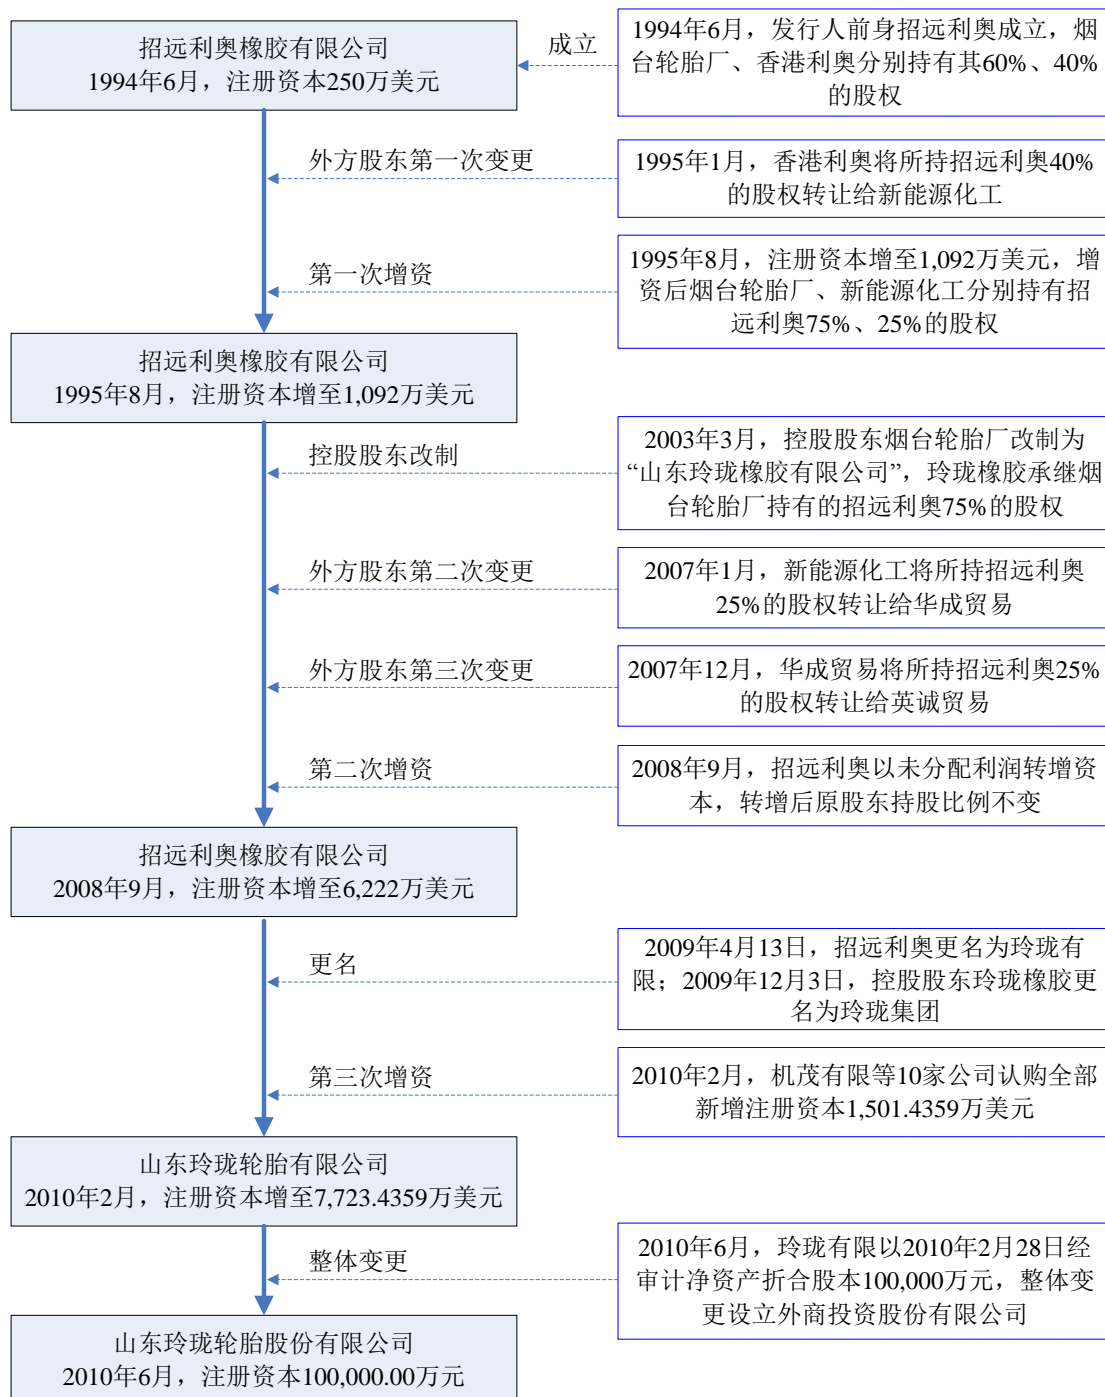 招远利奥橡胶有限公司
1994年6月，注册资本250万美元
成立
1994年6月，发行人前身招远利奥成立，烟
台轮胎厂、香港利奥分别持有其60%、40%
的股权
外方股东第一次变更
1995年1月，香港利奥将所持招远利奥40%
的股权转让给新能源化工
第一次增资
1995年8月，注册资本增至1,092万美元，增
资后烟台轮胎厂、新能源化工分别持有招
远利奥75%、25%的股权
招远利奥橡胶有限公司
1995年8月，注册资本增至1,092万美元
控股股东改制
2003年3月，控股股东烟台轮胎厂改制为
“山东玲珑橡胶有限公司”，玲珑橡胶承继烟
台轮胎厂持有的招远利奥75%的股权
外方股东第二次变更
2007年1月，新能源化工将所持招远利奥
25%的股权转让给华成贸易
外方股东第三次变更
2007年12月，华成贸易将所持招远利奥25%
的股权转让给英诚贸易
第二次增资
2008年9月，招远利奥以未分配利润转增资
本，转增后原股东持股比例不变
招远利奥橡胶有限公司
2008年9月，注册资本增至6,222万美元
更名
2009年4月13日，招远利奥更名为玲珑有
限；2009年12月3日，控股股东玲珑橡胶更
名为玲珑集团
第三次增资
2010年2月，机茂有限等10家公司认购全部
新增注册资本1,501.4359万美元
山东玲珑轮胎有限公司
2010年2月，注册资本增至7,723.4359万美元
整体变更
2010年6月，玲珑有限以2010年2月28日经
审计净资产折合股本100,000万元，整体变
更设立外商投资股份有限公司
山东玲珑轮胎股份有限公司
2010年6月，注册资本100,000.00万元